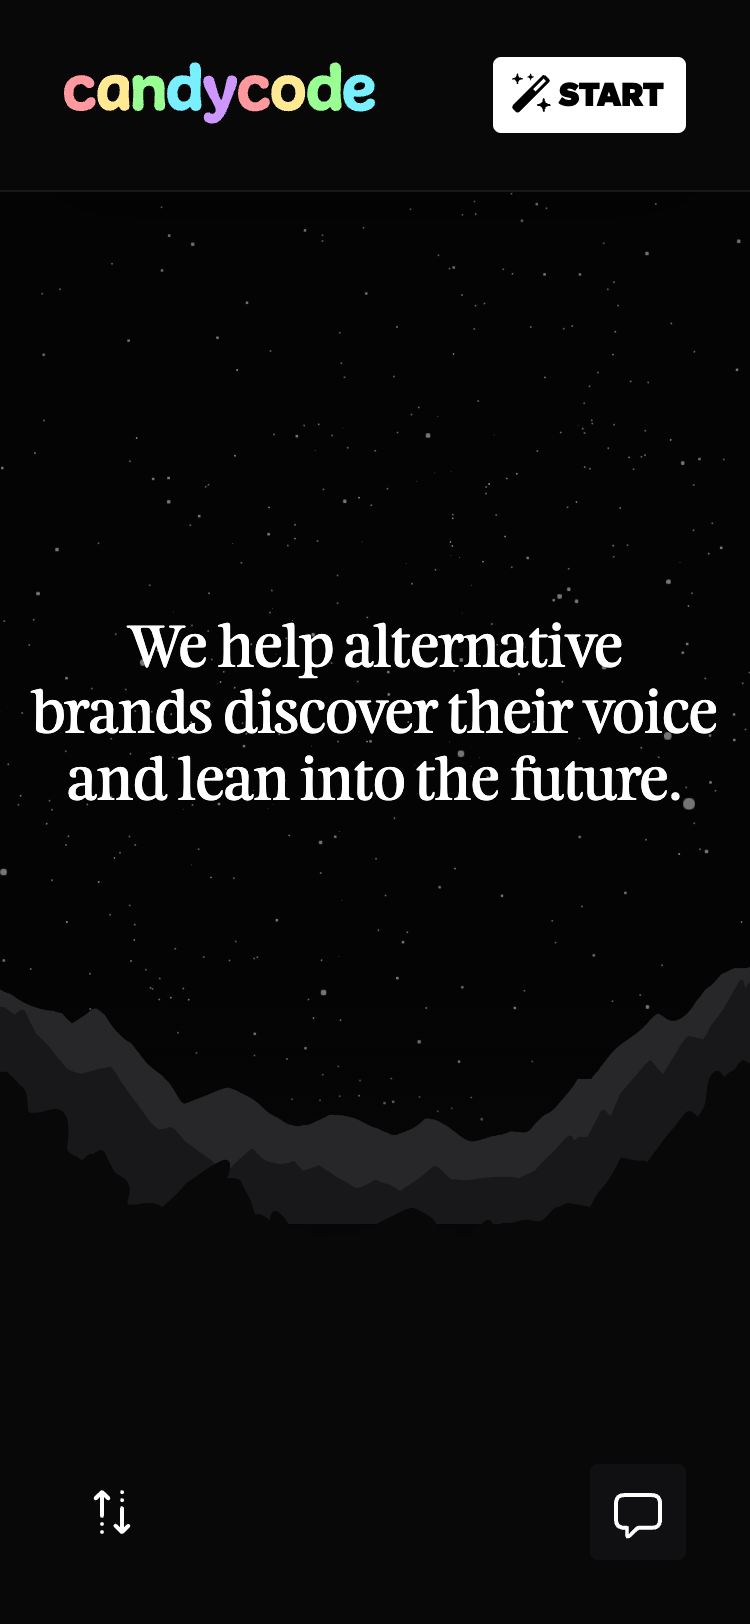 candycode
START
We help alternative
brands discover their voice
and lean into the future.